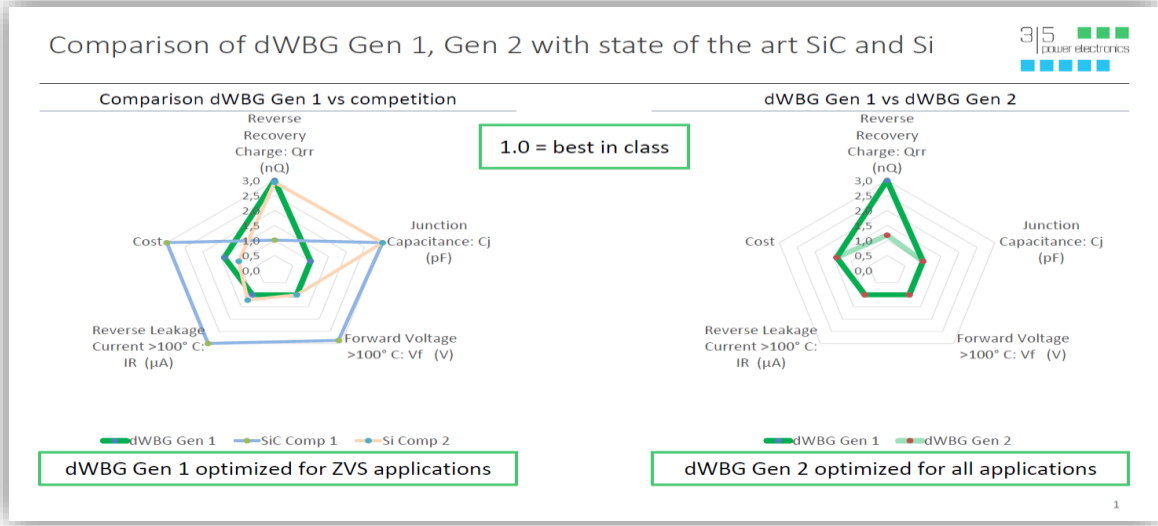 Comparison of dWBG Gen 1, Gen 2 with state of the art SiC and Si
3|5
power electronics
Comparison dWBG Gen 1 vs competition
1.0 = best in class
Reverse
Recovery
Charge: Qrr
(nQ)
3,0
2,5
2,0
1,5
1,0
0,5
0,0
Junction
Capacitance: Cj
(pF)
Forward Voltage
>100° C: Vf (V)
Reverse Leakage
Current >100° C:
IR (µA)
Cost
dWBG Gen 1 SiC Comp 1 Si Comp 2
dWBG Gen 1 optimized for ZVS applications
dWBG Gen 1 vs dWBG Gen 2
Reverse
Recovery
Charge: Qrr
(nQ)
3,0
2,5
2,0
1,5
1,0
0,5
0,0
Junction
Capacitance: Cj
(pF)
Forward Voltage
>100° C: Vf (V)
Reverse Leakage
Current >100° C:
IR (µA)
Cost
dWBG Gen 1 dWBG Gen 2
dWBG Gen 2 optimized for all applications
1